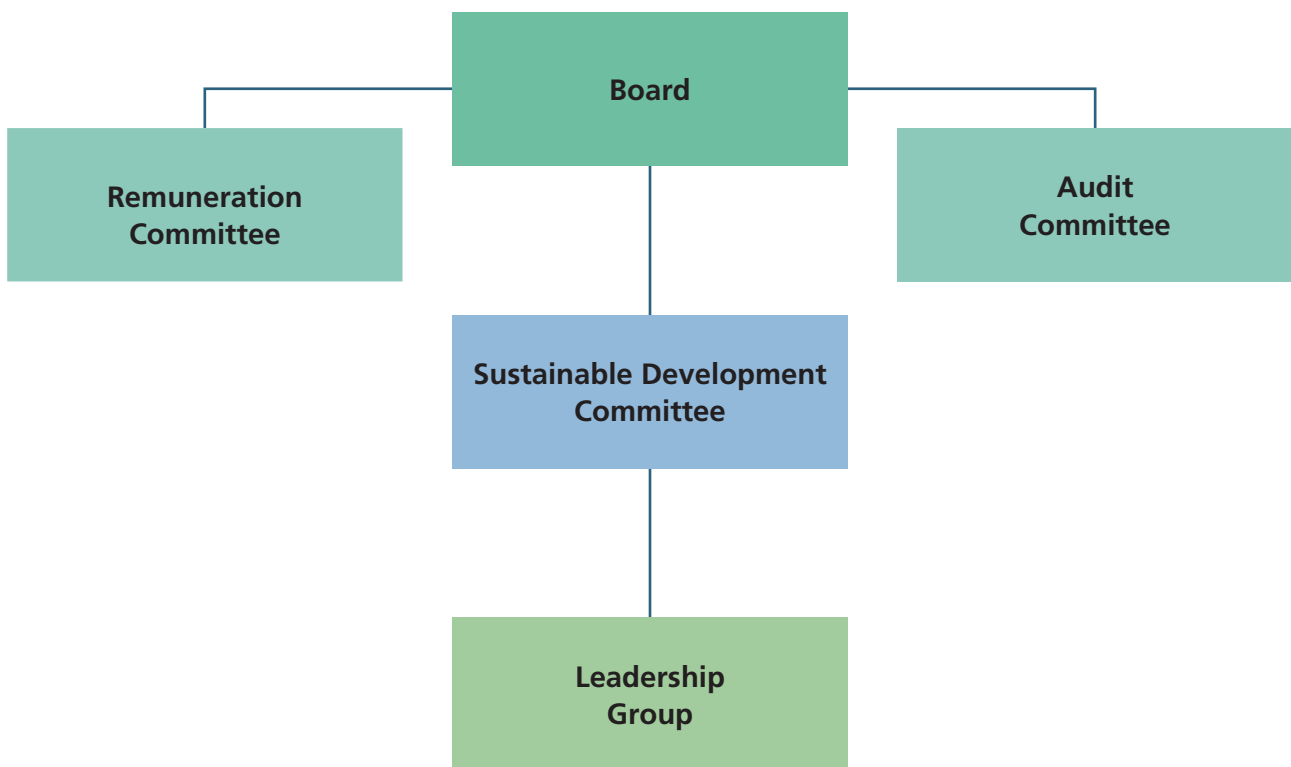 Board
Remuneration
Committee
Audit
Committee
Sustainable Development
Committee
Leadership
Group